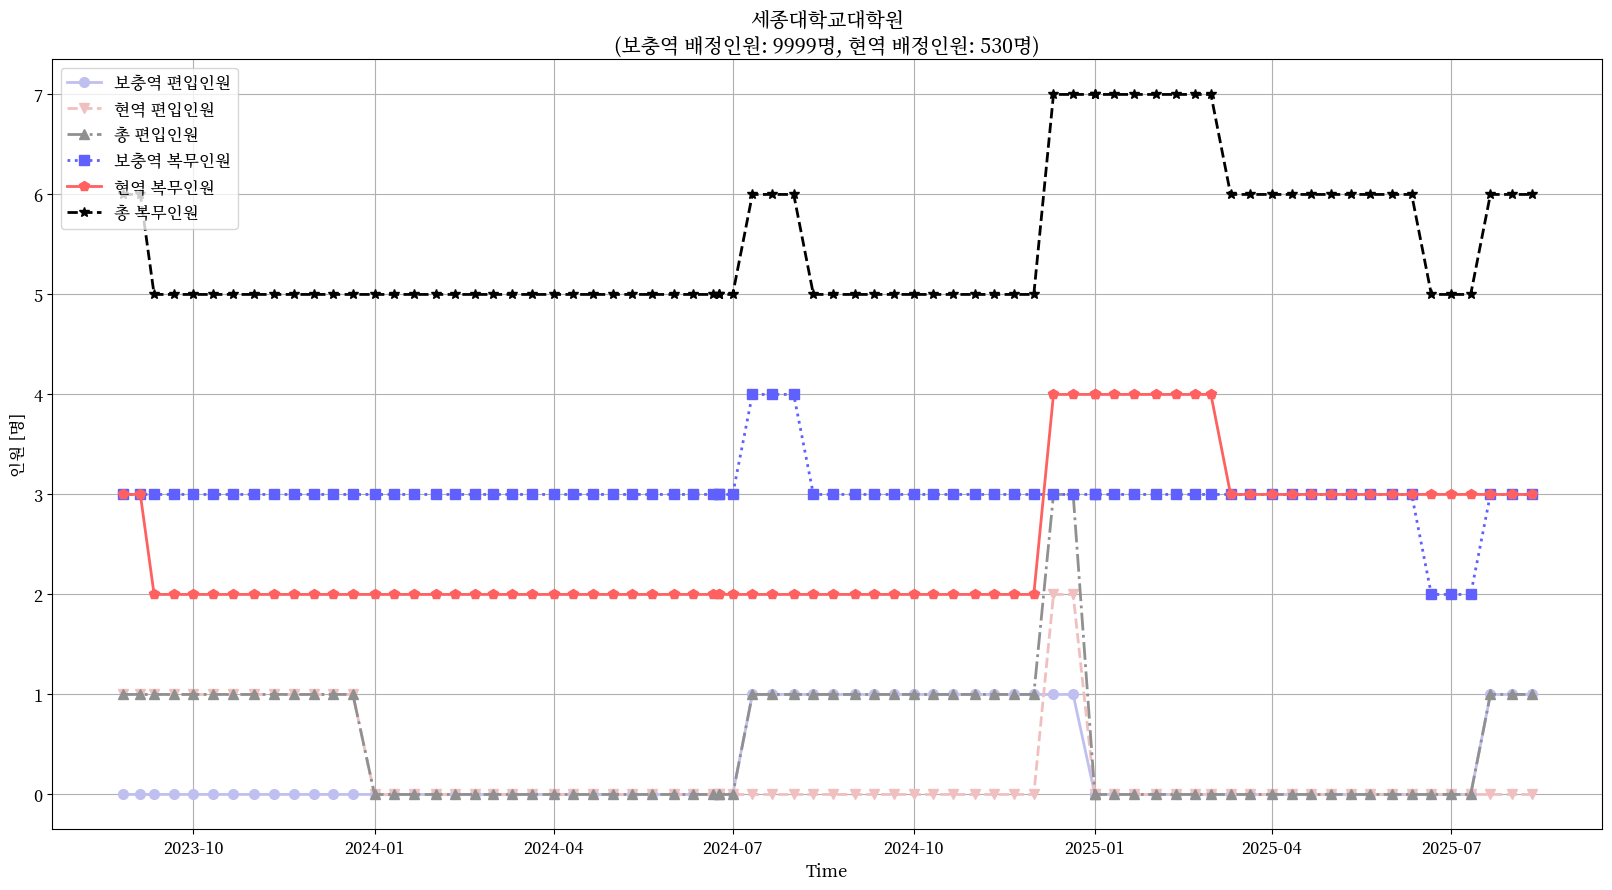 세종대학교대학원
(보충역 배정인원: 9999명, 현역 배정인원: 530명)
보충역 편입인원
현역 편입인원
총 편입인원
보충역 복무인원
현역 복무인원
총 복무인원
7
6
5
4
3
2
1
0
인원 [명]
2023-10
2024-01
2024-04
2024-07
2024-10
2025-01
2025-04
2025-07
Time